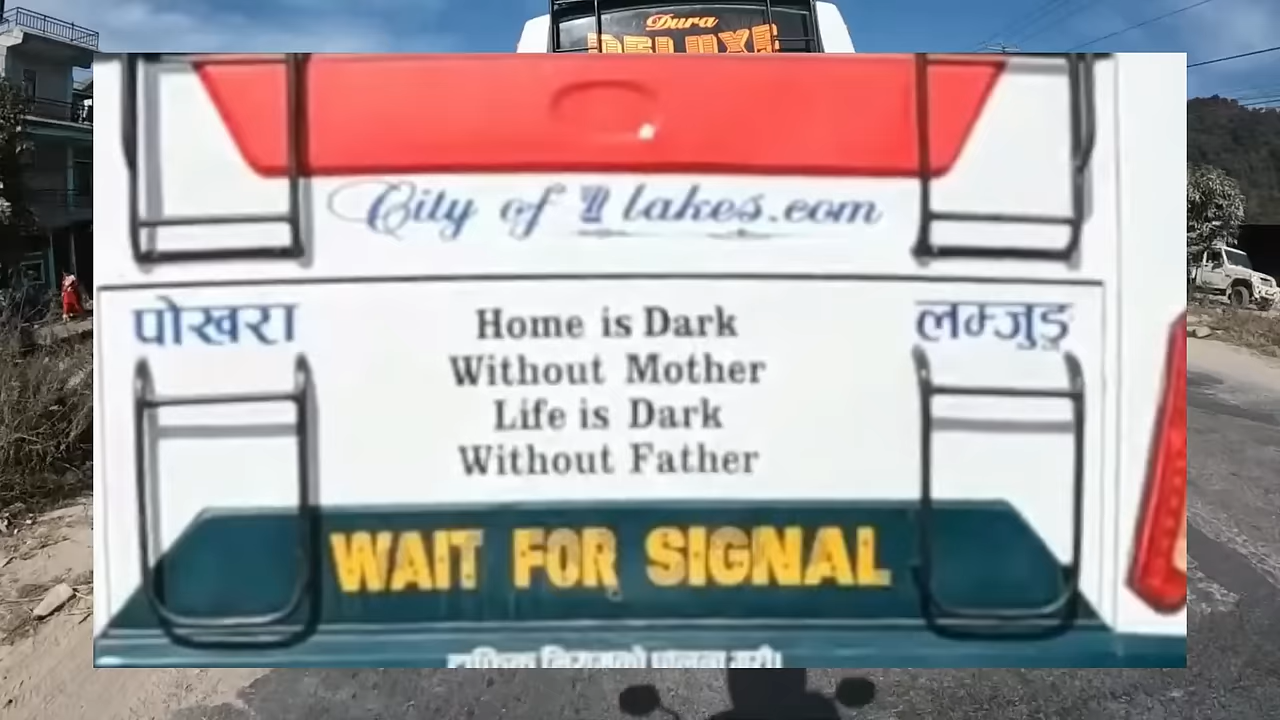 Dura
DELUXE
City of 7 lakes.com
पोखरा
लम्जुङ
Home is Dark
Without Mother
Life is Dark
Without Father
WAIT FOR SIGNAL